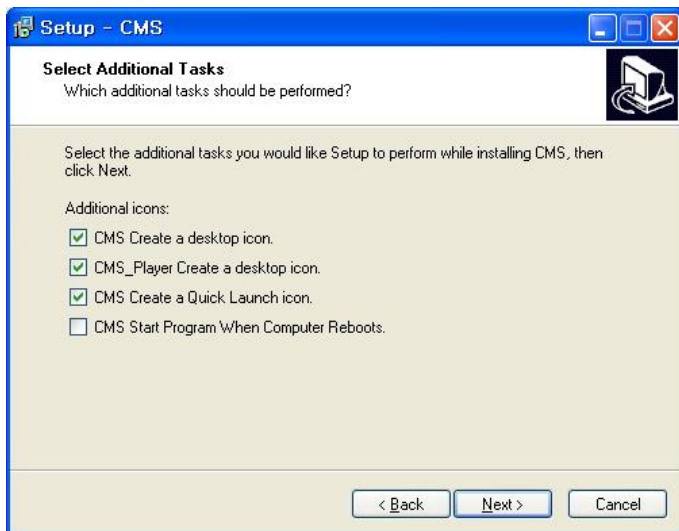 Setup - CMS
Select Additional Tasks
Which additional tasks should be performed?
Select the additional tasks you would like Setup to perform while installing CMS, then
click Next.
Additional icons:
CMS Create a desktop icon.
CMS_Player Create a desktop icon.
CMS Create a Quick Launch icon.
CMS Start Program When Computer Reboots.
< Back
Next >
Cancel